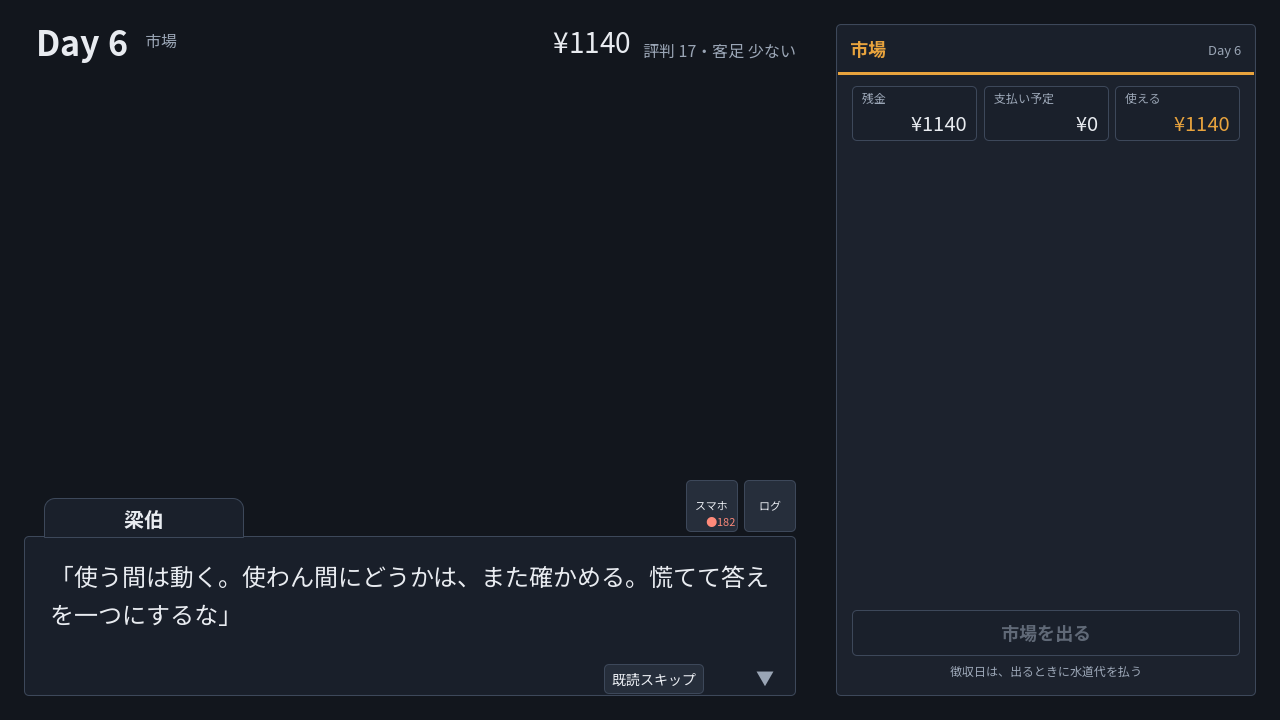 Day 6 市場
¥1140 評判 17・客足 少ない
市場 Day 6
残金 支払い予定 使える
¥1140 ¥0 ¥1140
スマホ ログ
182
梁伯
「使う間は動く。使わん間にどうかは、また確かめる。慌てて答え
を一つにするな」
既読スキップ ▼
市場を出る
徴収日は、出るときに水道代を払う